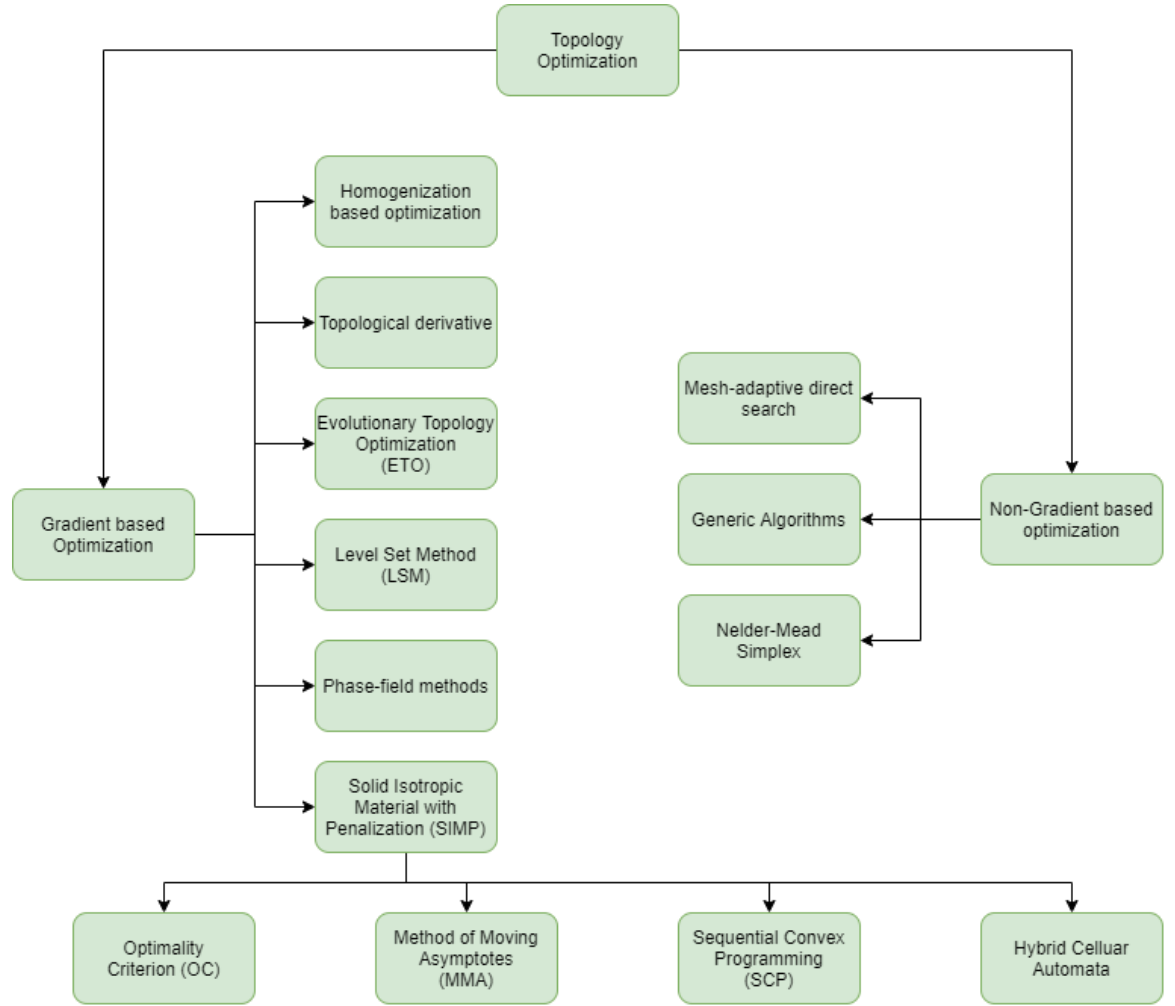 Topology
Optimization
Homogenization
based optimization
Topological derivative
Evolutionary Topology
Optimization
(ETO)
Gradient based
Optimization
Level Set Method
(LSM)
Phase-field methods
Solid Isotropic
Material with
Penalization (SIMP)
Mesh-adaptive direct
search
Generic Algorithms
Non-Gradient based
optimization
Nelder-Mead
Simplex
Optimality
Criterion (OC)
Method of Moving
Asymptotes
(MMA)
Sequential Convex
Programming
(SCP)
Hybrid Celluar
Automata